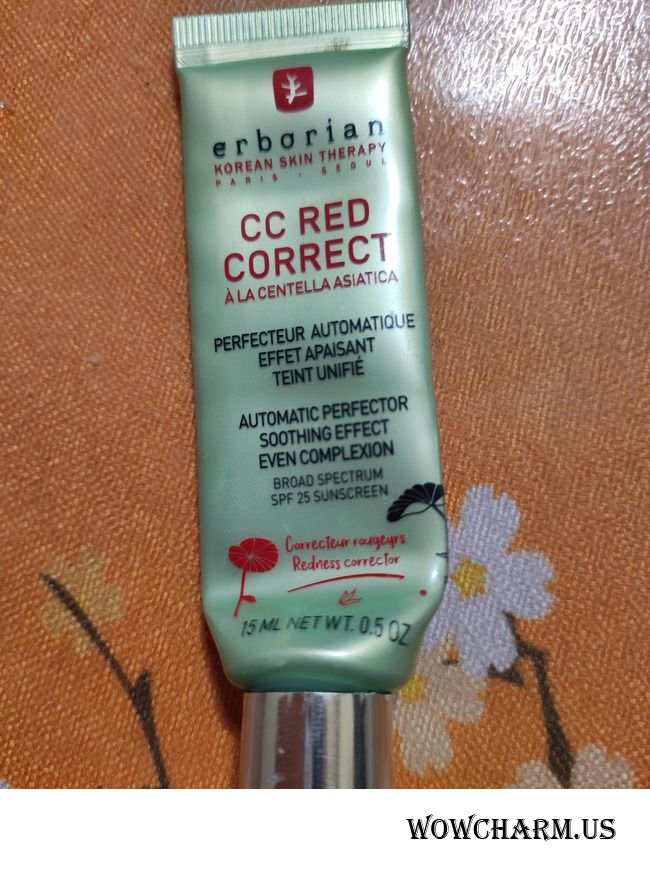 erborian
KOREAN SKIN THERAPY
PARIS · SEOUL
CC RED
CORRECT
À LA CENTELLA ASIATICA
PERFECTEUR AUTOMATIQUE
EFFET APAISANT
TEINT UNIFIÉ
AUTOMATIC PERFECTOR
SOOTHING EFFECT
EVEN COMPLEXION
BROAD SPECTRUM
SPF 25 SUNSCREEN
Correcteur rougeurs
Redness corrector
15 ML NET WT. 0.5 OZ
WOWCHARM.US